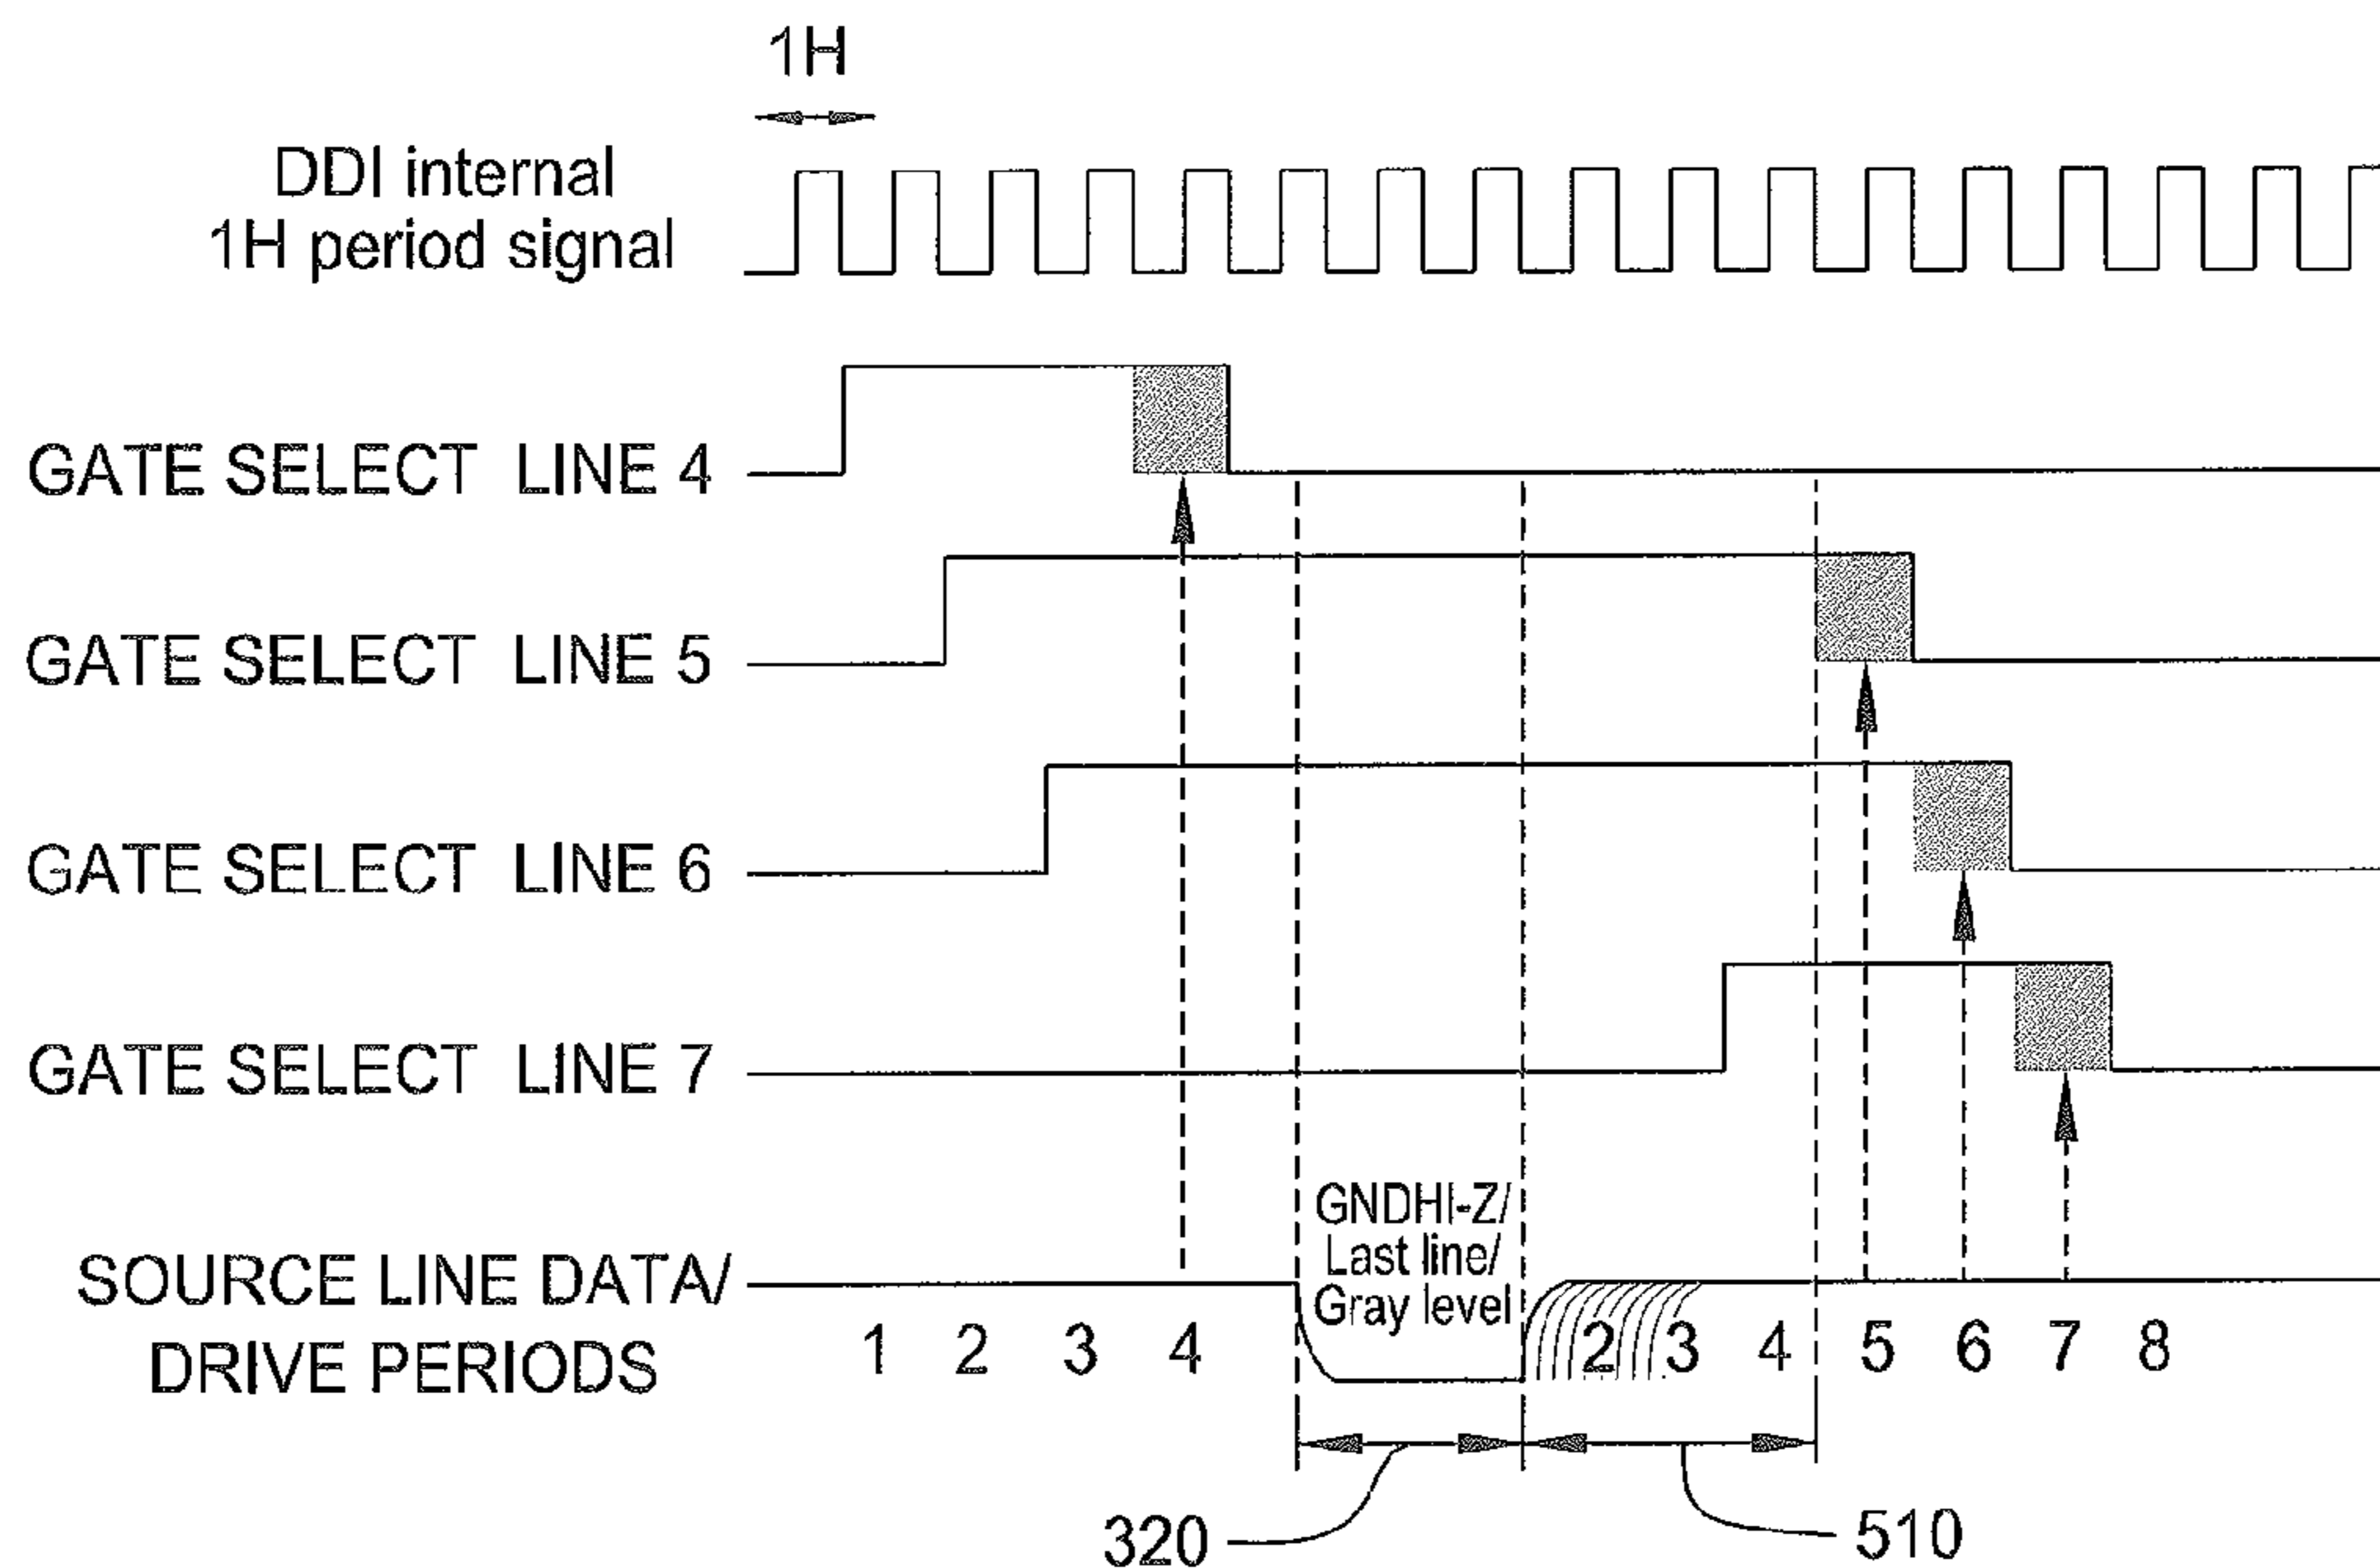 1H
DDI internal
1H period signal
GATE SELECT LINE 4
GATE SELECT LINE 5
GATE SELECT LINE 6
GATE SELECT LINE 7
GNDHI-Z/
Last line/
Gray level
SOURCE LINE DATA/
DRIVE PERIODS
1 2 3 4 2 3 4 5 6 7 8
320
510